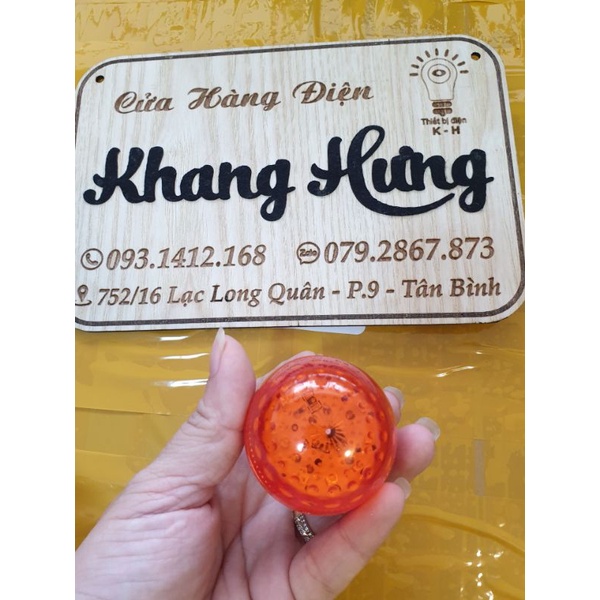 Cửa Hàng Điện
Thiết bị điện
K - H
Khang Hưng
093.1412.168
Zalo 079.2867.873
752/16 Lạc Long Quân - P.9 - Tân Bình